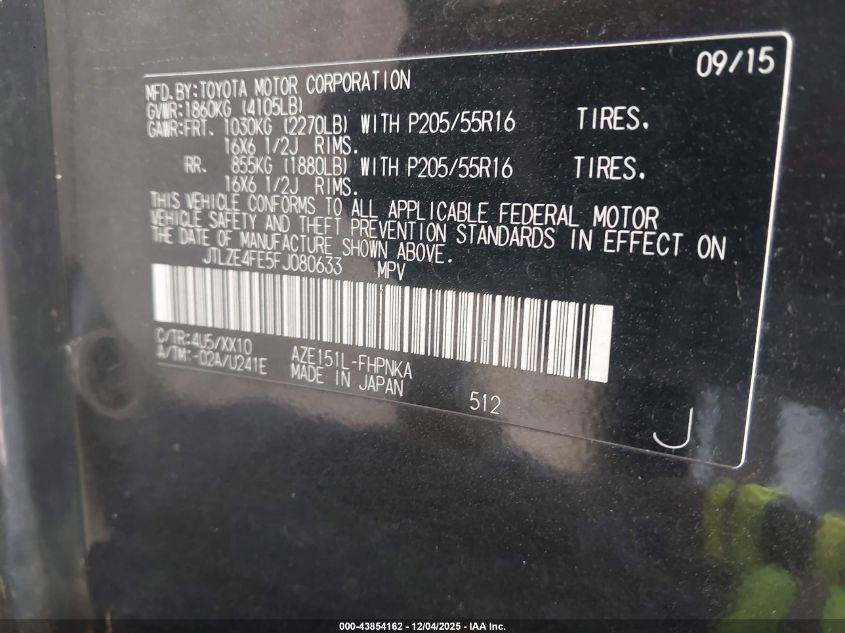 09/15
MFD.BY:TOYOTA MOTOR CORPORATION
GVWR:1860KG (4105LB)
GAWR:FRT. 1030KG (2270LB) WITH P205/55R16 TIRES.
16X6 1/2J RIMS.
RR. 855KG (1880LB) WITH P205/55R16 TIRES.
16X6 1/2J RIMS.
THIS VEHICLE CONFORMS TO ALL APPLICABLE FEDERAL MOTOR
VEHICLE SAFETY AND THEFT PREVENTION STANDARDS IN EFFECT ON
THE DATE OF MANUFACTURE SHOWN ABOVE.
JTLZE4FE5FJ080633 MPV
C/TR:4U5/XX10 AZE151L-FHPNKA
A/TM:-02A/U241E MADE IN JAPAN
512
J
000-43854162 - 12/04/2025 - IAA Inc.